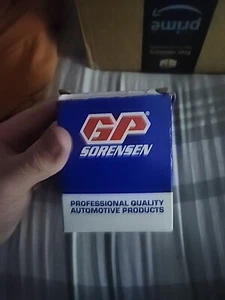 prime
GP®
SORENSEN
PROFESSIONAL QUALITY
AUTOMOTIVE PRODUCTS